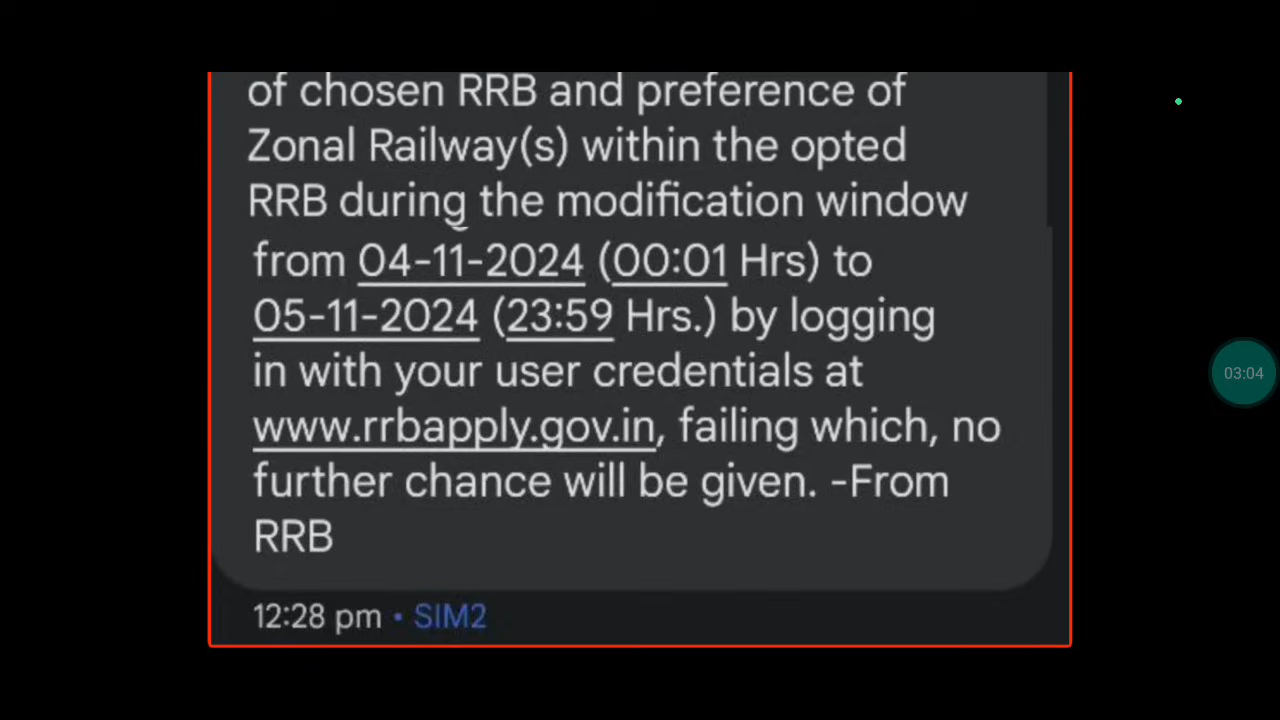 of chosen RRB and preference of
Zonal Railway(s) within the opted
RRB during the modification window
from 04-11-2024 (00:01 Hrs) to
05-11-2024 (23:59 Hrs.) by logging
in with your user credentials at
www.rrbapply.gov.in, failing which, no
further chance will be given. -From
RRB
12:28 pm • SIM2
03:04